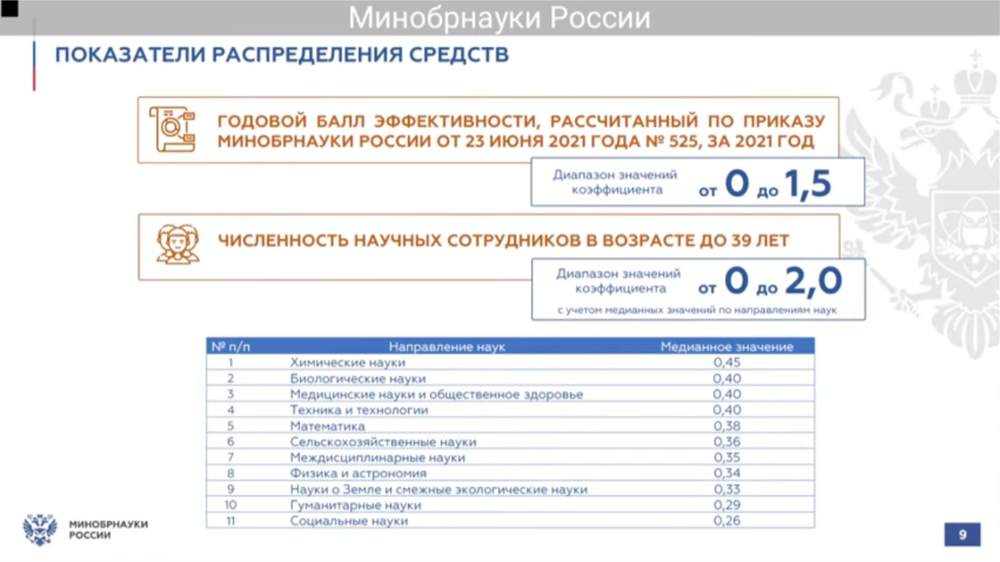 Минобрнауки России
ПОКАЗАТЕЛИ РАСПРЕДЕЛЕНИЯ СРЕДСТВ
ГОДОВОЙ БАЛЛ ЭФФЕКТИВНОСТИ, РАССЧИТАННЫЙ ПО ПРИКАЗУ
МИНОБРНАУКИ РОССИИ ОТ 23 ИЮНЯ 2021 ГОДА № 525, ЗА 2021 ГОД
Диапазон значений
коэффициента от 0 до 1,5
ЧИСЛЕННОСТЬ НАУЧНЫХ СОТРУДНИКОВ В ВОЗРАСТЕ ДО 39 ЛЕТ
Диапазон значений
коэффициента от 0 до 2,0
с учетом медианных значений по направлениям наук
№ п/п Направление наук Медианное значение
1 Химические науки 0,45
2 Биологические науки 0,40
3 Медицинские науки и общественное здоровье 0,40
4 Техника и технологии 0,40
5 Математика 0,38
6 Сельскохозяйственные науки 0,36
7 Междисциплинарные науки 0,35
8 Физика и астрономия 0,34
9 Науки о Земле и смежные экологические науки 0,33
10 Гуманитарные науки 0,29
11 Социальные науки 0,26
МИНОБРНАУКИ
РОССИИ
9